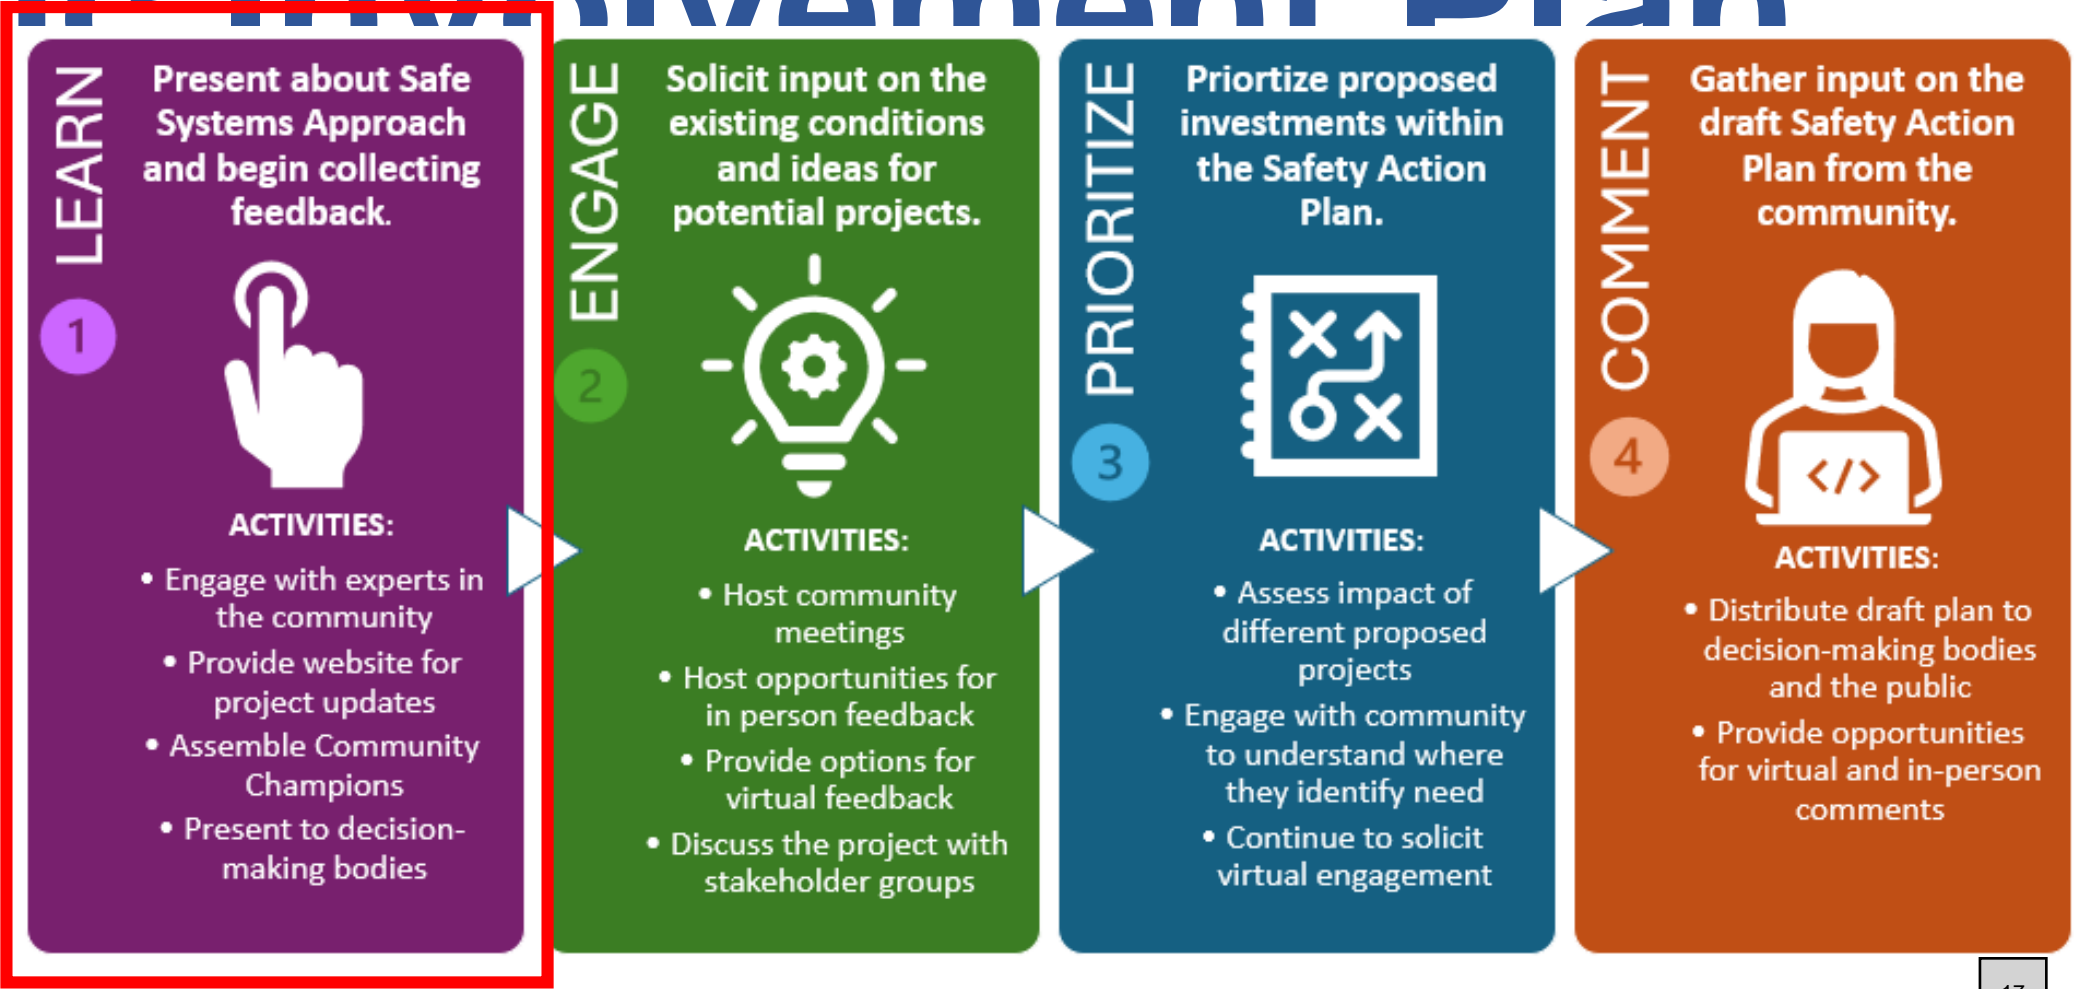 Involvement Plan
LEARN
1
Present about Safe
Systems Approach
and begin collecting
feedback.
ACTIVITIES:
• Engage with experts in
the community
• Provide website for
project updates
• Assemble Community
Champions
• Present to decision-
making bodies
ENGAGE
2
Solicit input on the
existing conditions
and ideas for
potential projects.
ACTIVITIES:
• Host community
meetings
• Host opportunities for
in person feedback
• Provide options for
virtual feedback
• Discuss the project with
stakeholder groups
PRIORITIZE
3
Priortize proposed
investments within
the Safety Action
Plan.
ACTIVITIES:
• Assess impact of
different proposed
projects
• Engage with community
to understand where
they identify need
• Continue to solicit
virtual engagement
COMMENT
4
Gather input on the
draft Safety Action
Plan from the
community.
</>
ACTIVITIES:
• Distribute draft plan to
decision-making bodies
and the public
• Provide opportunities
for virtual and in-person
comments